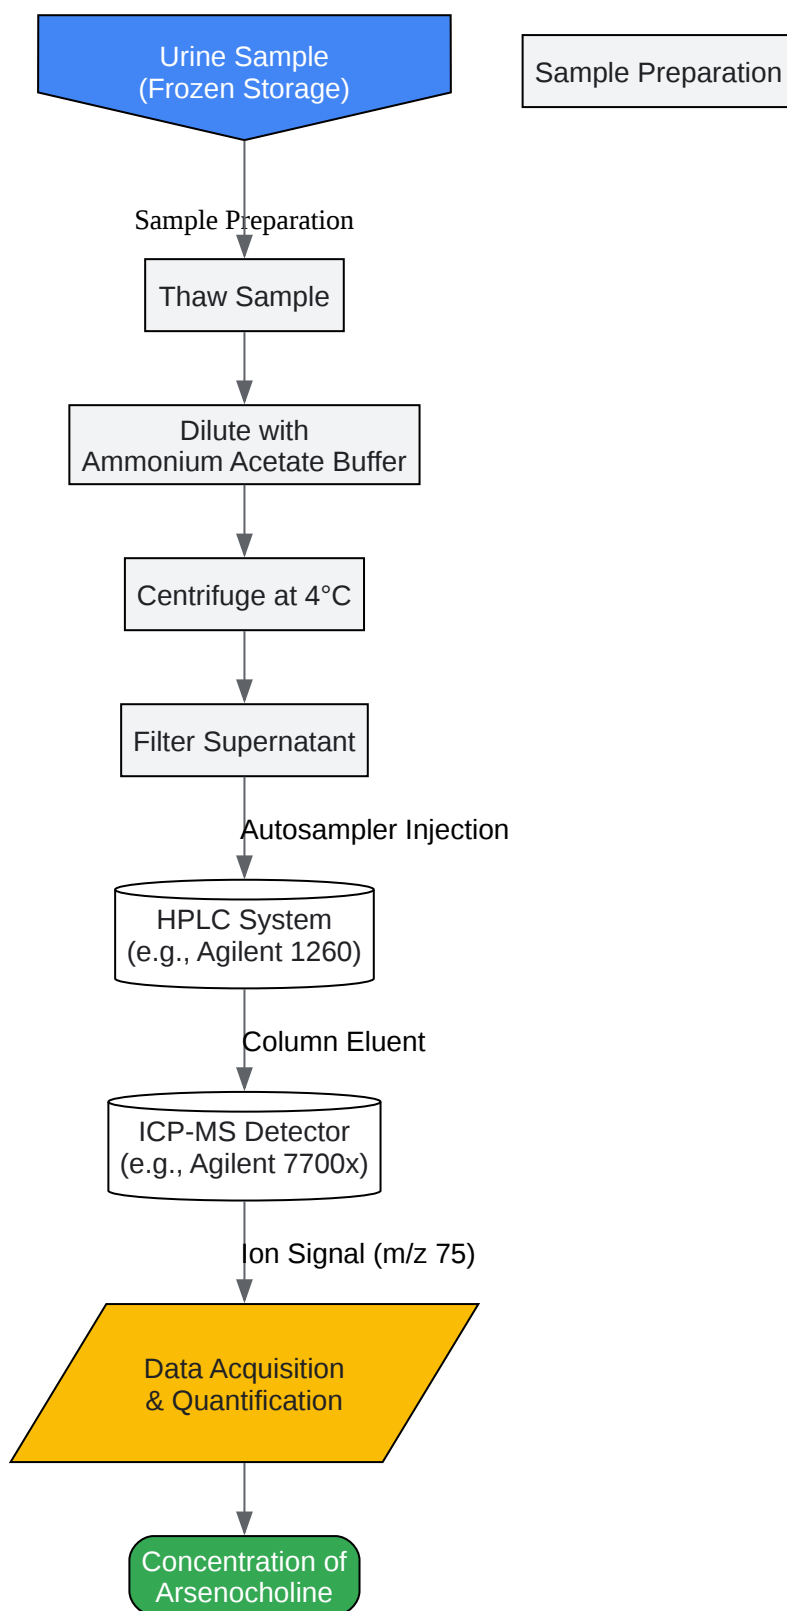 Urine Sample
(Frozen Storage)
Sample Preparation
Sample Preparation
Thaw Sample
Dilute with
Ammonium Acetate Buffer
Centrifuge at 4°C
Filter Supernatant
Autosampler Injection
HPLC System
(e.g., Agilent 1260)
Column Eluent
ICP-MS Detector
(e.g., Agilent 7700x)
Ion Signal (m/z 75)
Data Acquisition
& Quantification
Concentration of
Arsenocholine